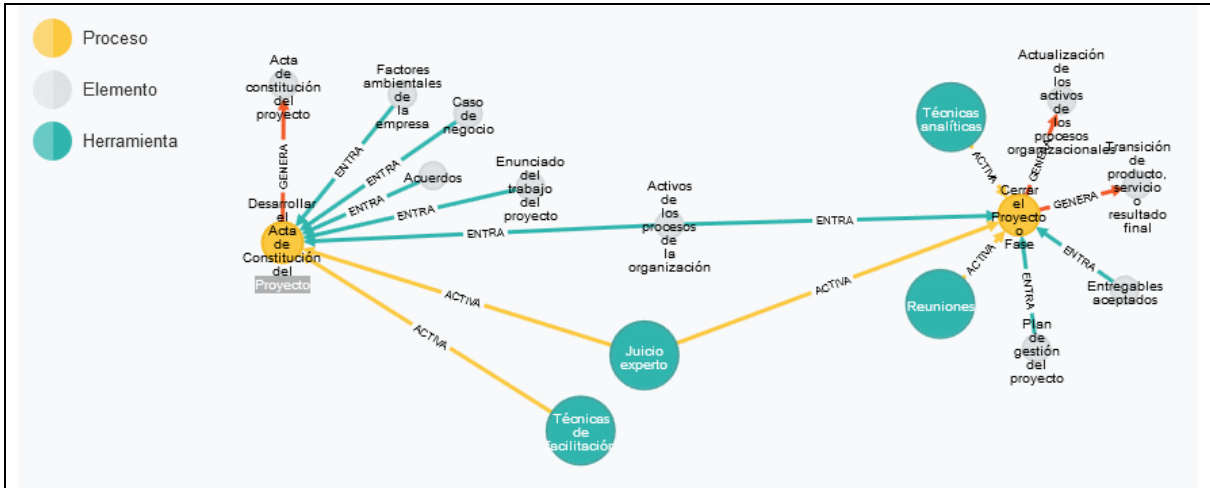 Proceso
Elemento
Herramienta
Acta
de
constitución
del
proyecto
Factores
ambientales
de
la
empresa
Caso
de
negocio
Acuerdos
Enunciado
del
trabajo
del
proyecto
Activos
de
los
procesos
de
la
organización
GENERA
ENTRA
ENTRA
ENTRA
ENTRA
ENTRA
ENTRA
Desarrollar
el
Acta
de
Constitución
del
Proyecto
ACTIVA
ACTIVA
ACTIVA
Juicio
experto
Técnicas
de
facilitación
Técnicas
analíticas
ACTIVA
Reuniones
ACTIVA
Actualización
de
los
activos
de
los
procesos
organizacionales
GENERA
Transición
de
producto,
servicio
o
resultado
final
GENERA
Cerrar
el
Proyecto
o
Fase
ENTRA
Entregables
aceptados
ENTRA
Plan
de
gestión
del
proyecto